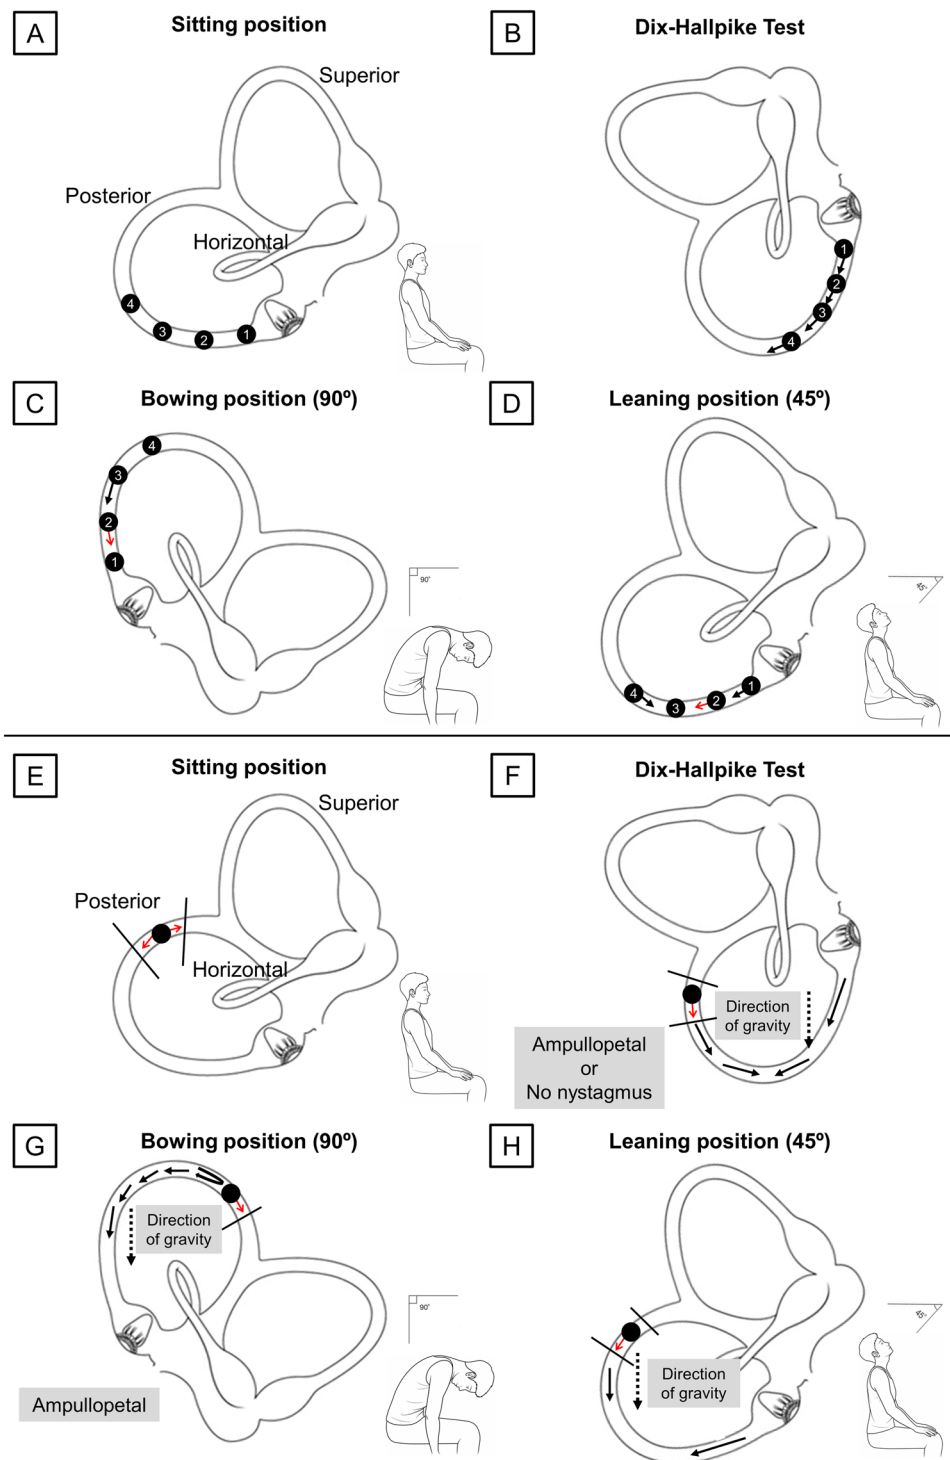 A
Sitting position
Superior
Posterior
Horizontal
4
3
2
1
B
Dix-Hallpike Test
1
2
3
4
C
Bowing position (90º)
4
3
2
1
90˚
D
Leaning position (45º)
4
3
2
1
45˚
E
Sitting position
Superior
Posterior
Horizontal
F
Dix-Hallpike Test
Direction
of gravity
Ampullopetal
or
No nystagmus
G
Bowing position (90º)
Direction
of gravity
90˚
Ampullopetal
H
Leaning position (45º)
45˚
Direction
of gravity